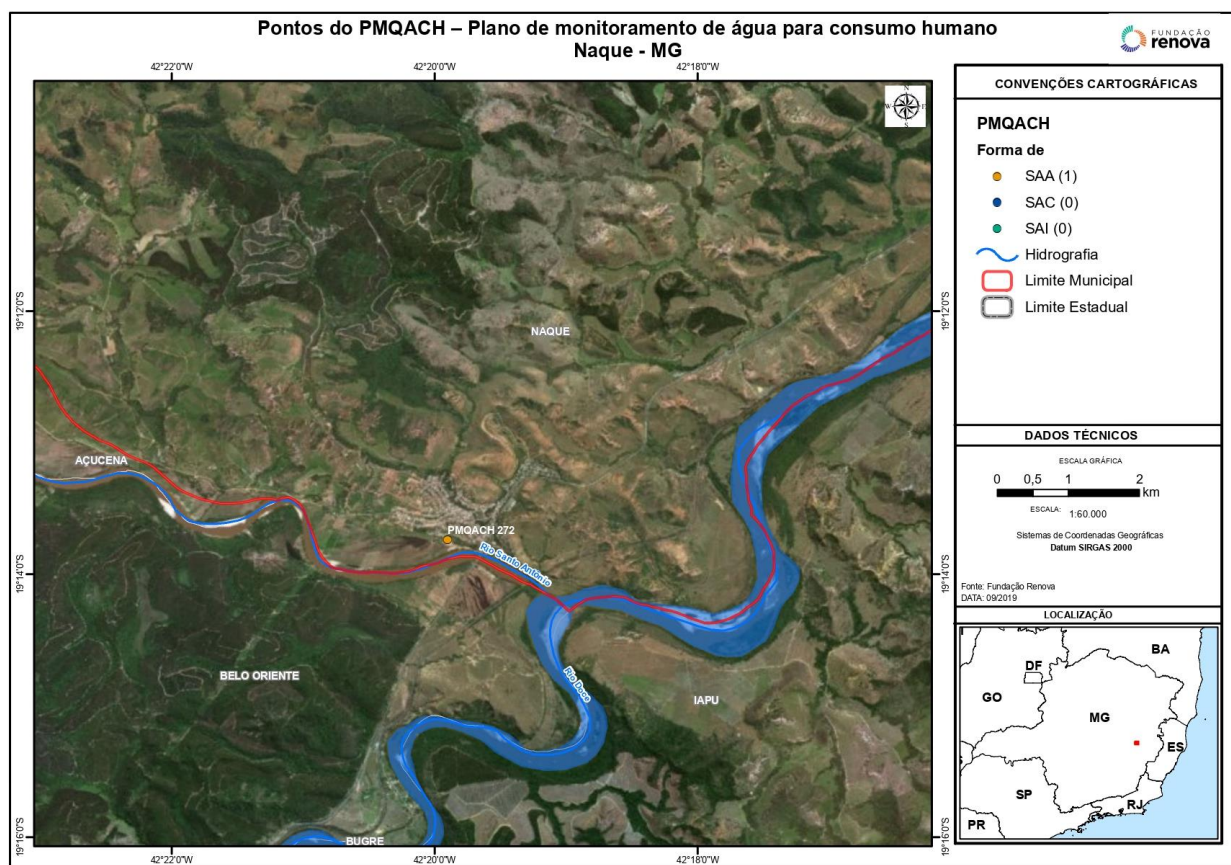 Pontos do PMQACH – Plano de monitoramento de água para consumo humano
Naque - MG
FUNDAÇÃO
renova
42°22'0"W
42°20'0"W
42°18'0"W
19°12'0"S
19°14'0"S
19°16'0"S
NAQUE
AÇUCENA
PMQACH 272
Rio Santo Antônio
BELO ORIENTE
Rio Doce
IAPU
BUGRE
19°12'0"S
19°14'0"S
19°16'0"S
42°22'0"W
42°20'0"W
42°18'0"W
N
W
E
S
CONVENÇÕES CARTOGRÁFICAS
PMQACH
Forma de
SAA (1)
SAC (0)
SAI (0)
Hidrografia
Limite Municipal
Limite Estadual
DADOS TÉCNICOS
ESCALA GRÁFICA
0 0,5 1 2
km
ESCALA: 1:60.000
Sistemas de Coordenadas Geográficas
Datum SIRGAS 2000
Fonte: Fundação Renova
DATA: 09/2019
LOCALIZAÇÃO
BA
DF
GO
MG
ES
SP
RJ
PR